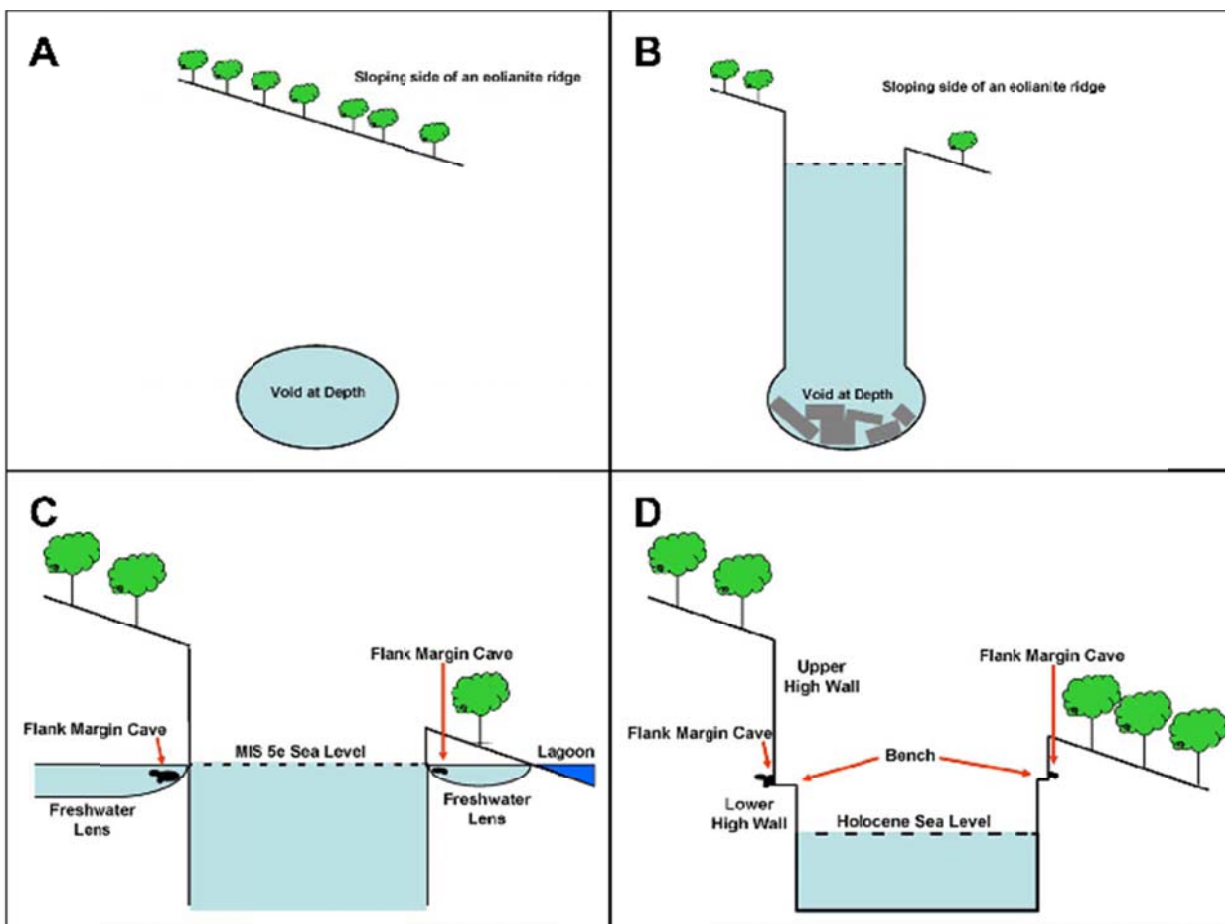 A
Sloping side of an eolianite ridge
Void at Depth
B
Sloping side of an eolianite ridge
Void at Depth
C
Flank Margin Cave
Flank Margin Cave
MIS 5e Sea Level
Lagoon
Freshwater
Lens
Freshwater
Lens
D
Upper
High Wall
Flank Margin Cave
Flank Margin Cave
Bench
Lower
High Wall
Holocene Sea Level